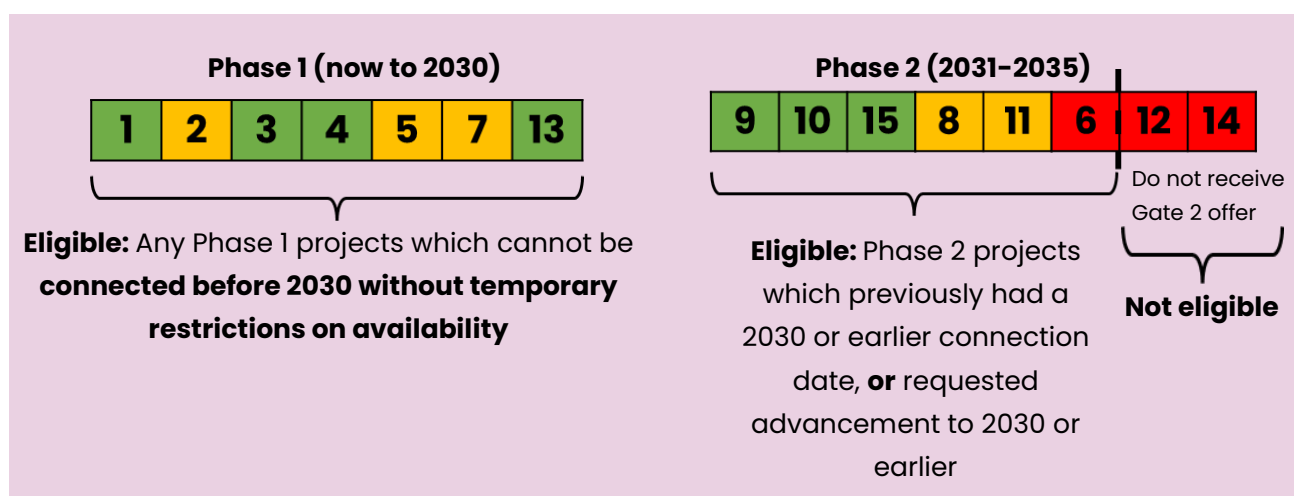 Phase 1 (now to 2030)
1 2 3 4 5 7 13
Eligible: Any Phase 1 projects which cannot be
connected before 2030 without temporary
restrictions on availability
Phase 2 (2031-2035)
9 10 15 8 11 6 12 14
Eligible: Phase 2 projects
which previously had a
2030 or earlier connection
date, or requested
advancement to 2030 or
earlier
Do not receive
Gate 2 offer
Not eligible